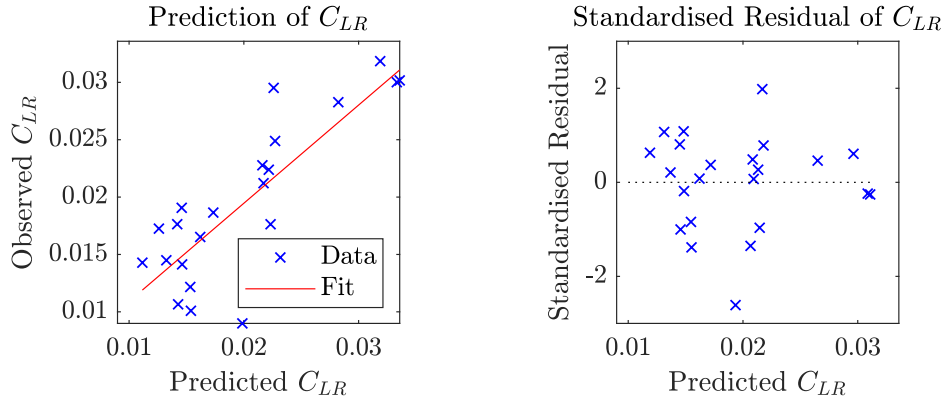 Prediction of C_{LR}
Observed C_{LR}
0.03
0.025
0.02
0.015
0.01
Data
Fit
0.01 0.02 0.03
Predicted C_{LR}
Standardised Residual of C_{LR}
Standardised Residual
2
0
-2
0.01 0.02 0.03
Predicted C_{LR}